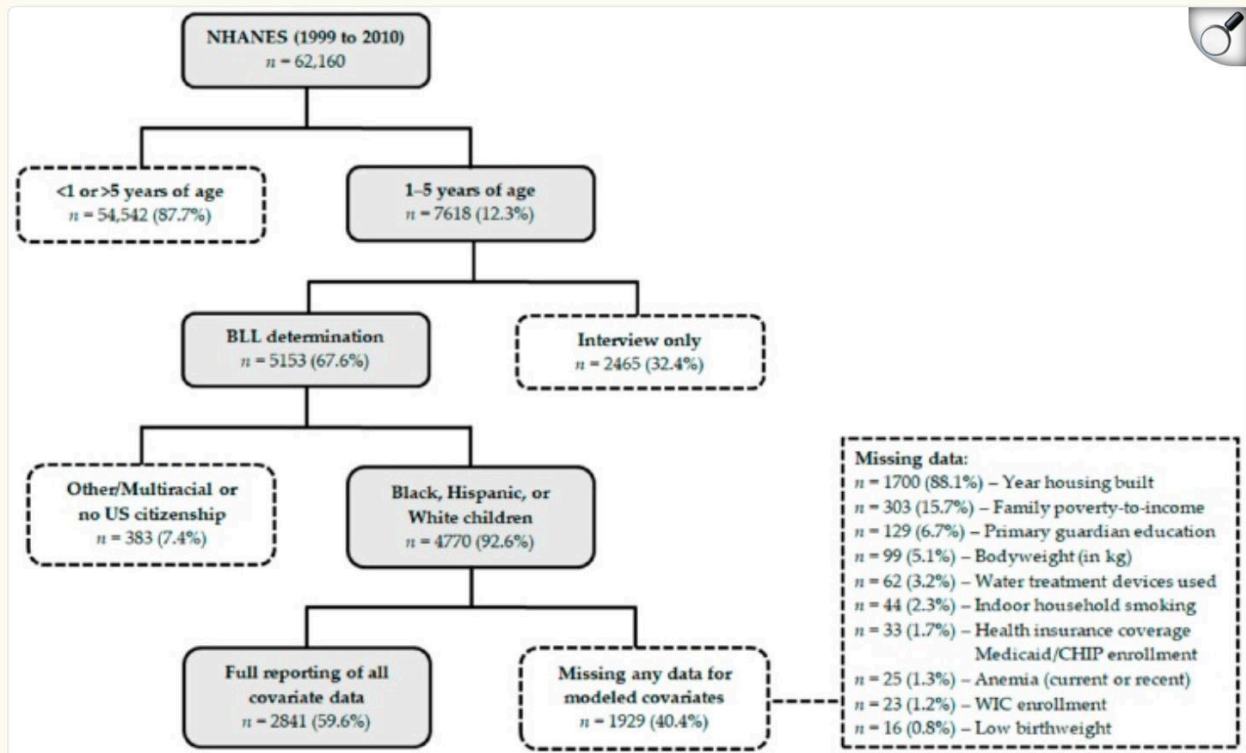 NHANES (1999 to 2010)
n = 62,160
<1 or >5 years of age
n = 54,542 (87.7%)
1–5 years of age
n = 7618 (12.3%)
BLL determination
n = 5153 (67.6%)
Interview only
n = 2465 (32.4%)
Other/Multiracial or
no US citizenship
n = 383 (7.4%)
Black, Hispanic, or
White children
n = 4770 (92.6%)
Full reporting of all
covariate data
n = 2841 (59.6%)
Missing any data for
modeled covariates
n = 1929 (40.4%)
Missing data:
n = 1700 (88.1%) – Year housing built
n = 303 (15.7%) – Family poverty-to-income
n = 129 (6.7%) – Primary guardian education
n = 99 (5.1%) – Bodyweight (in kg)
n = 62 (3.2%) – Water treatment devices used
n = 44 (2.3%) – Indoor household smoking
n = 33 (1.7%) – Health insurance coverage
Medicaid/CHIP enrollment
n = 25 (1.3%) – Anemia (current or recent)
n = 23 (1.2%) – WIC enrollment
n = 16 (0.8%) – Low birthweight